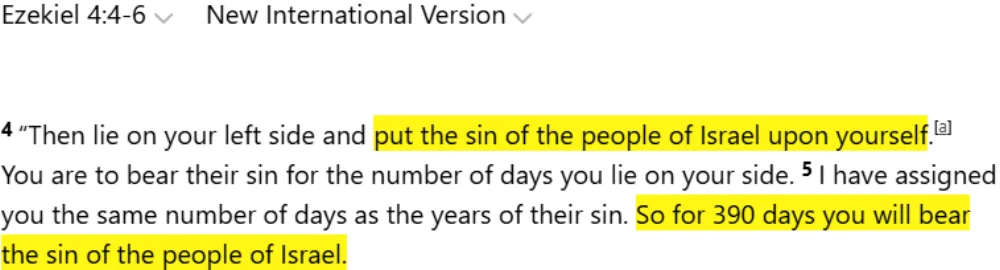 Ezekiel 4:4-6 New International Version
4 “Then lie on your left side and put the sin of the people of Israel upon yourself.[a]
You are to bear their sin for the number of days you lie on your side. 5 I have assigned
you the same number of days as the years of their sin. So for 390 days you will bear
the sin of the people of Israel.